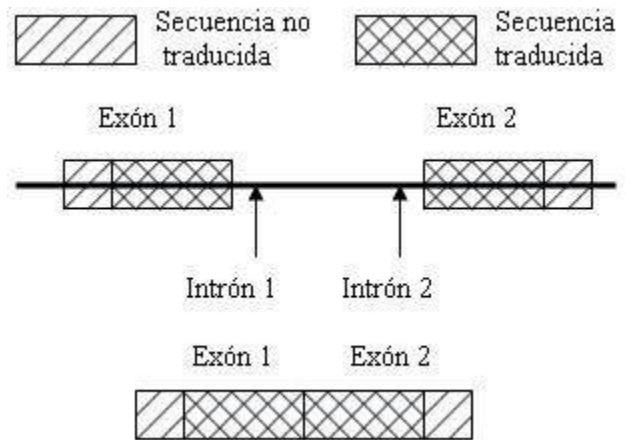 Secuencia no
traducida
Secuencia
traducida
Exón 1
Exón 2
Intrón 1
Intrón 2
Exón 1
Exón 2